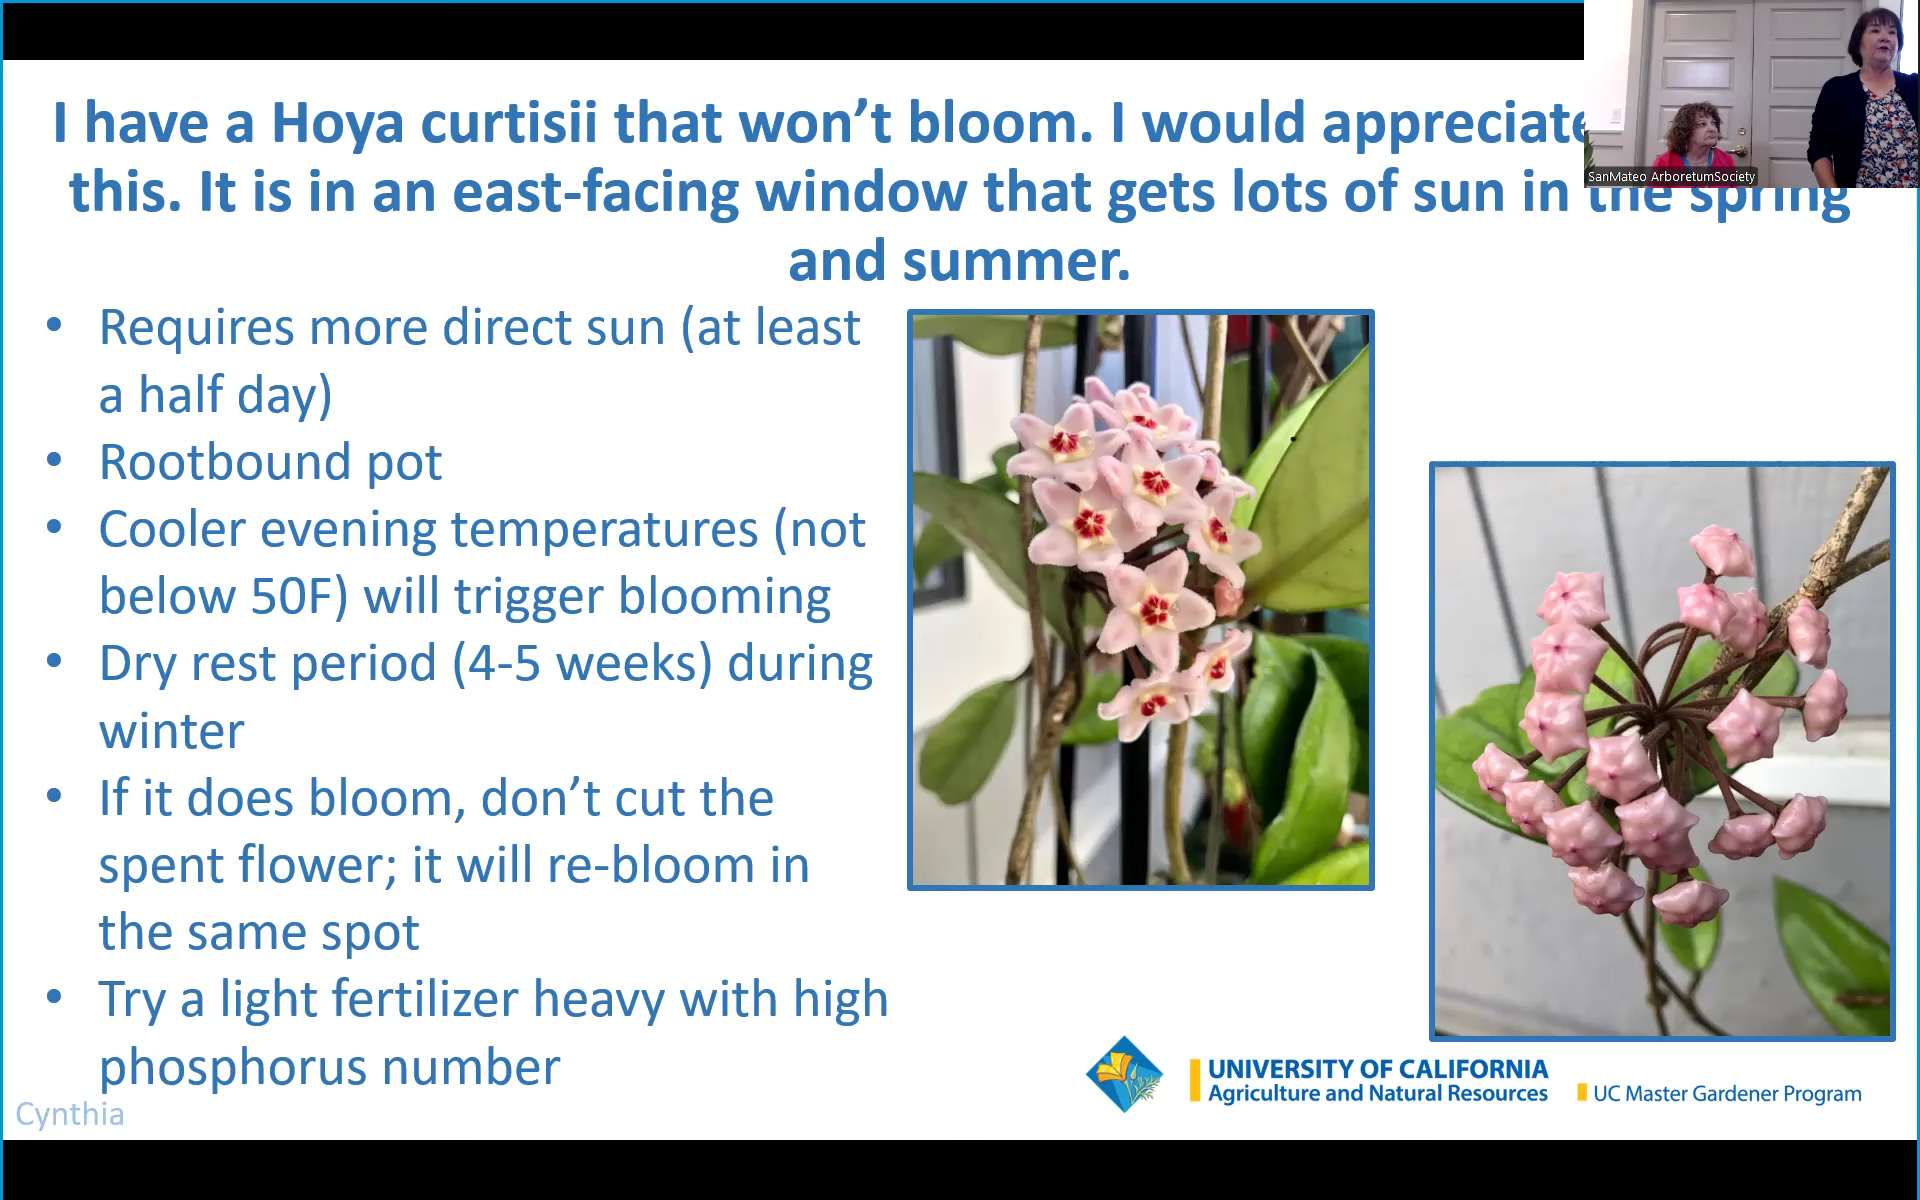 I have a Hoya curtisii that won’t bloom. I would appreciate
this. It is in an east-facing window that gets lots of sun in the spring
and summer.
SanMateo ArboretumSociety
• Requires more direct sun (at least
a half day)
• Rootbound pot
• Cooler evening temperatures (not
below 50F) will trigger blooming
• Dry rest period (4-5 weeks) during
winter
• If it does bloom, don’t cut the
spent flower; it will re-bloom in
the same spot
• Try a light fertilizer heavy with high
phosphorus number
Cynthia
UNIVERSITY OF CALIFORNIA
Agriculture and Natural Resources
UC Master Gardener Program